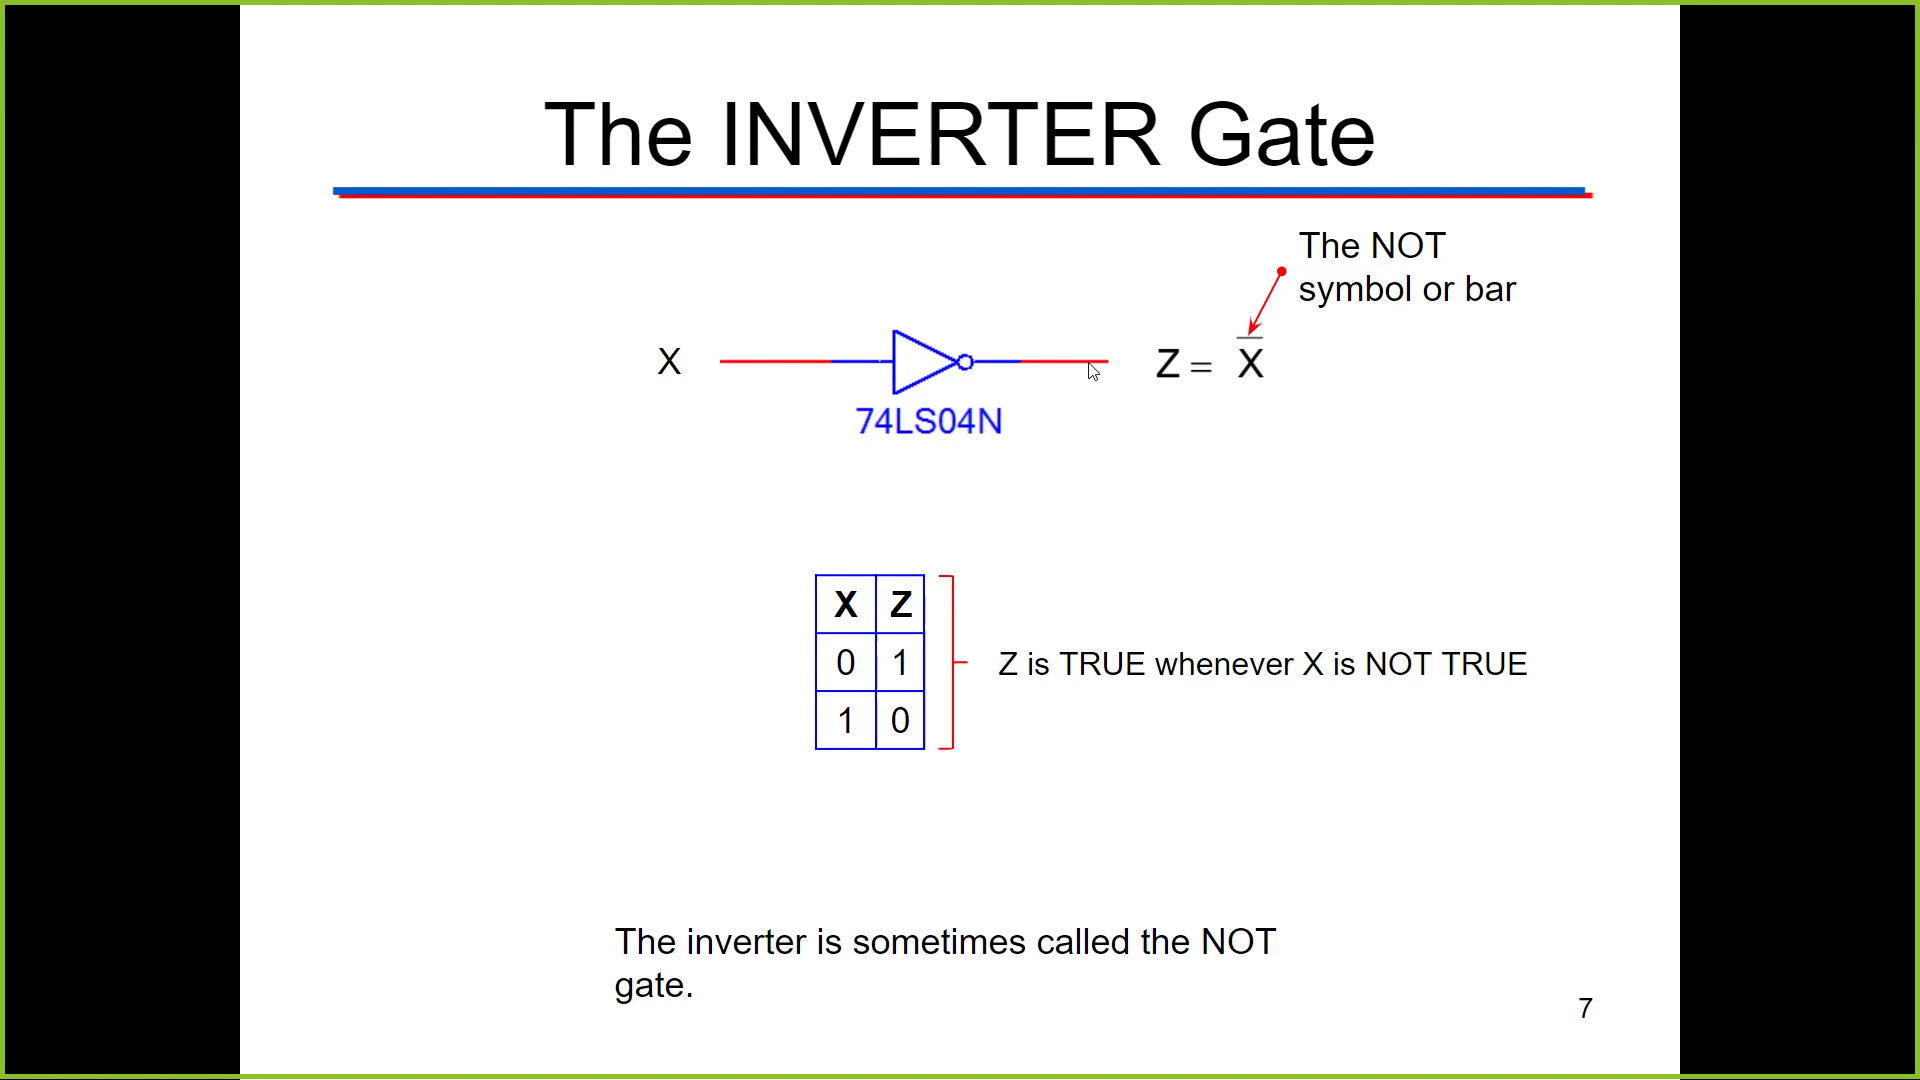 The INVERTER Gate
The NOT
symbol or bar
X
Z = X̅
74LS04N
X Z
0 1
1 0
Z is TRUE whenever X is NOT TRUE
The inverter is sometimes called the NOT
gate.
7